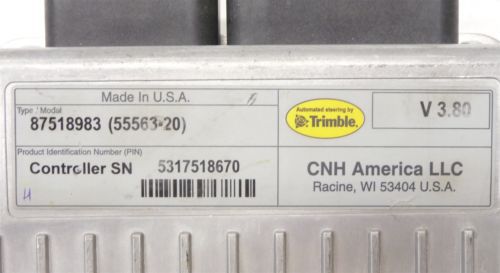 Made In U.S.A.
Type / Model
87518983 (55563-20)
Automated steering by
Trimble.
V 3.80
Product Identification Number (PIN)
Controller SN 5317518670
CNH America LLC
Racine, WI 53404 U.S.A.
H